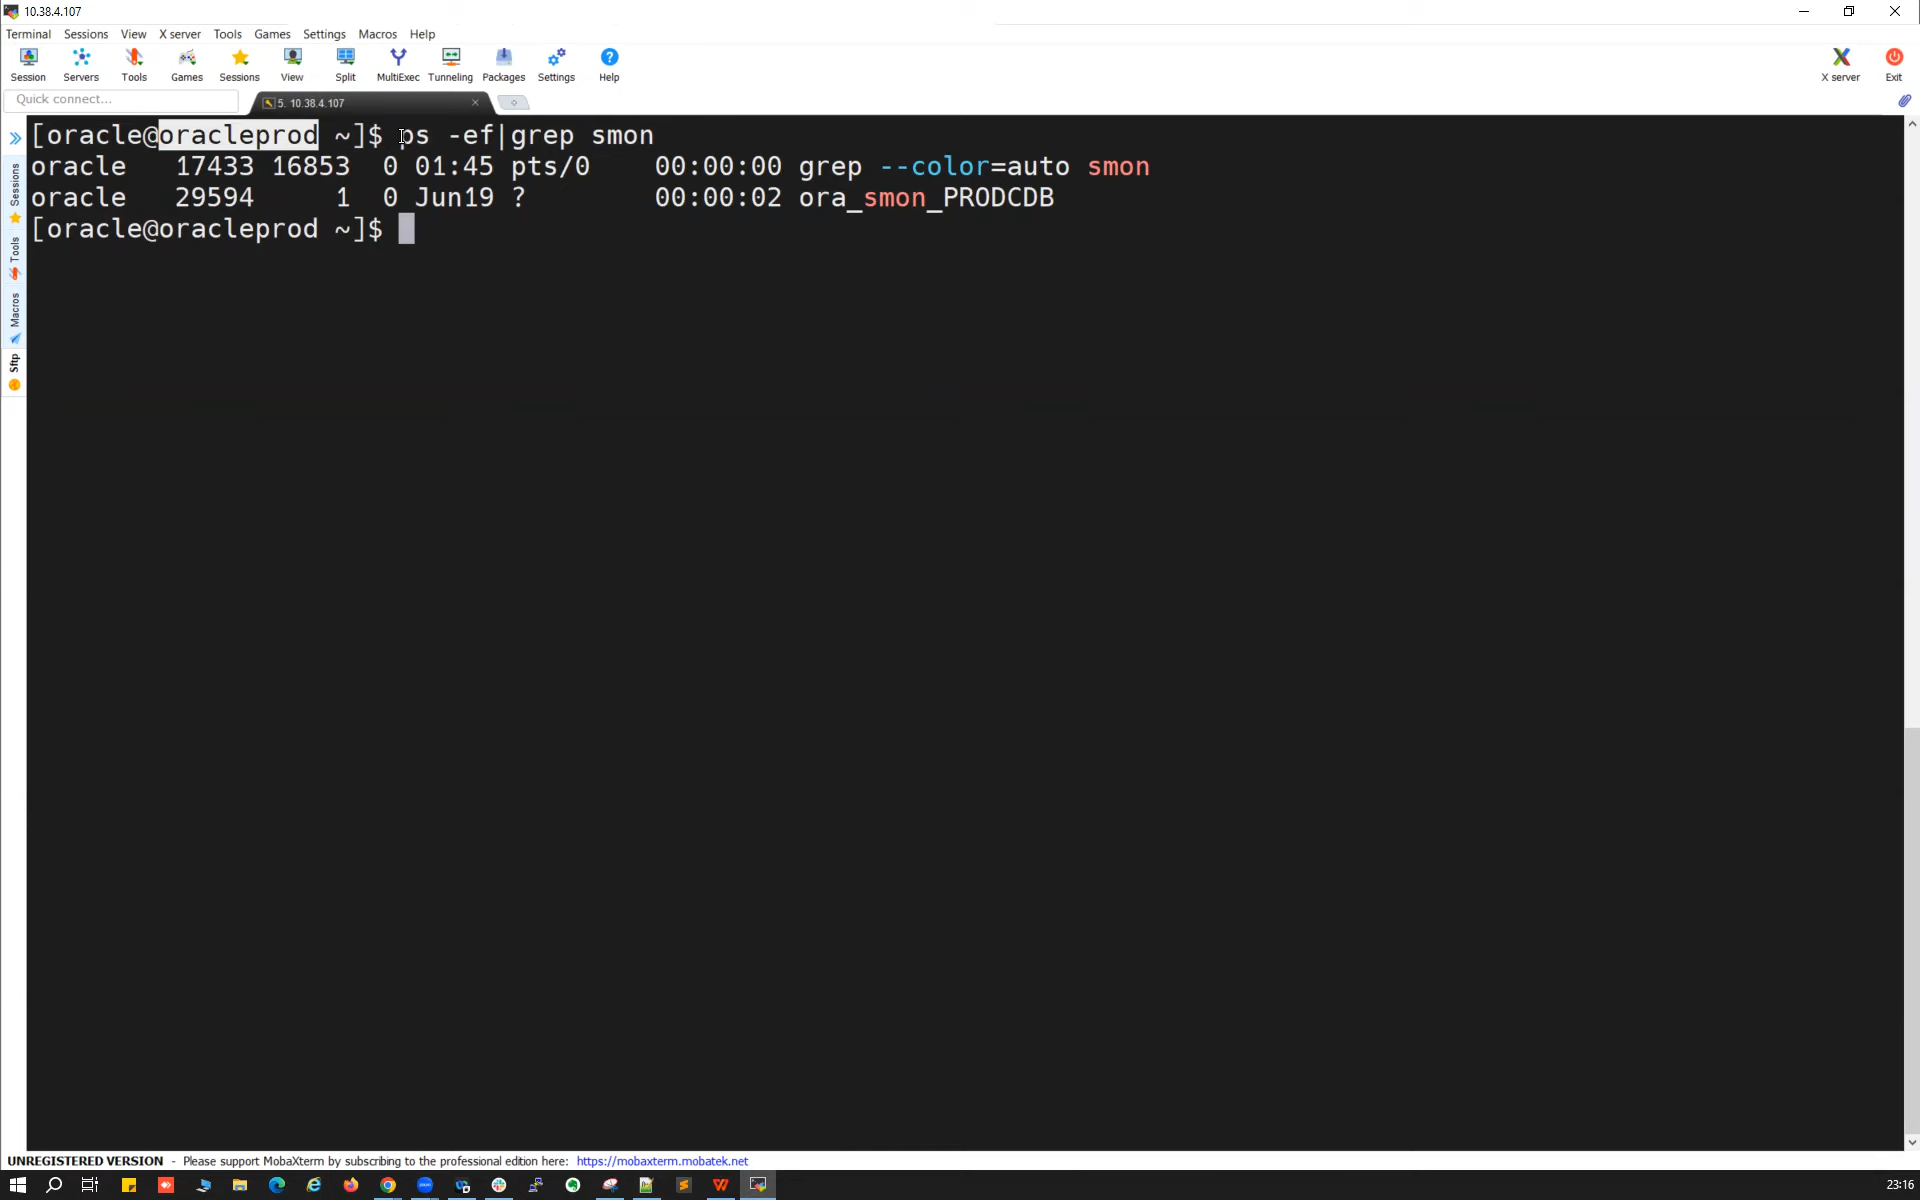 10.38.4.107
Terminal Sessions View X server Tools Games Settings Macros Help
Session Servers Tools Games Sessions View Split MultiExec Tunneling Packages Settings Help X server Exit
Quick connect...
5. 10.38.4.107
[oracle@oracleprod ~]$ ps -ef|grep smon
oracle   17433 16853  0 01:45 pts/0    00:00:00 grep --color=auto smon
oracle   29594     1  0 Jun19 ?        00:00:02 ora_smon_PRODCDB
[oracle@oracleprod ~]$
Sessions
Tools
Macros
Sftp
UNREGISTERED VERSION - Please support MobaXterm by subscribing to the professional edition here: https://mobaxterm.mobatek.net
23:16